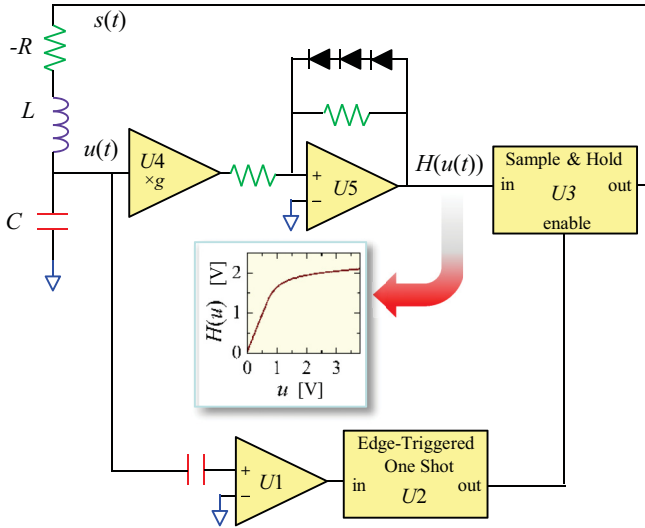 s(t)
-R
L
u(t)
C
U4
×g
+
−
U5
H(u(t))
Sample & Hold
in
U3
out
enable
H(u) [V]
2
1
0
0 1 2 3
u [V]
+
−
U1
Edge-Triggered
One Shot
in
U2
out